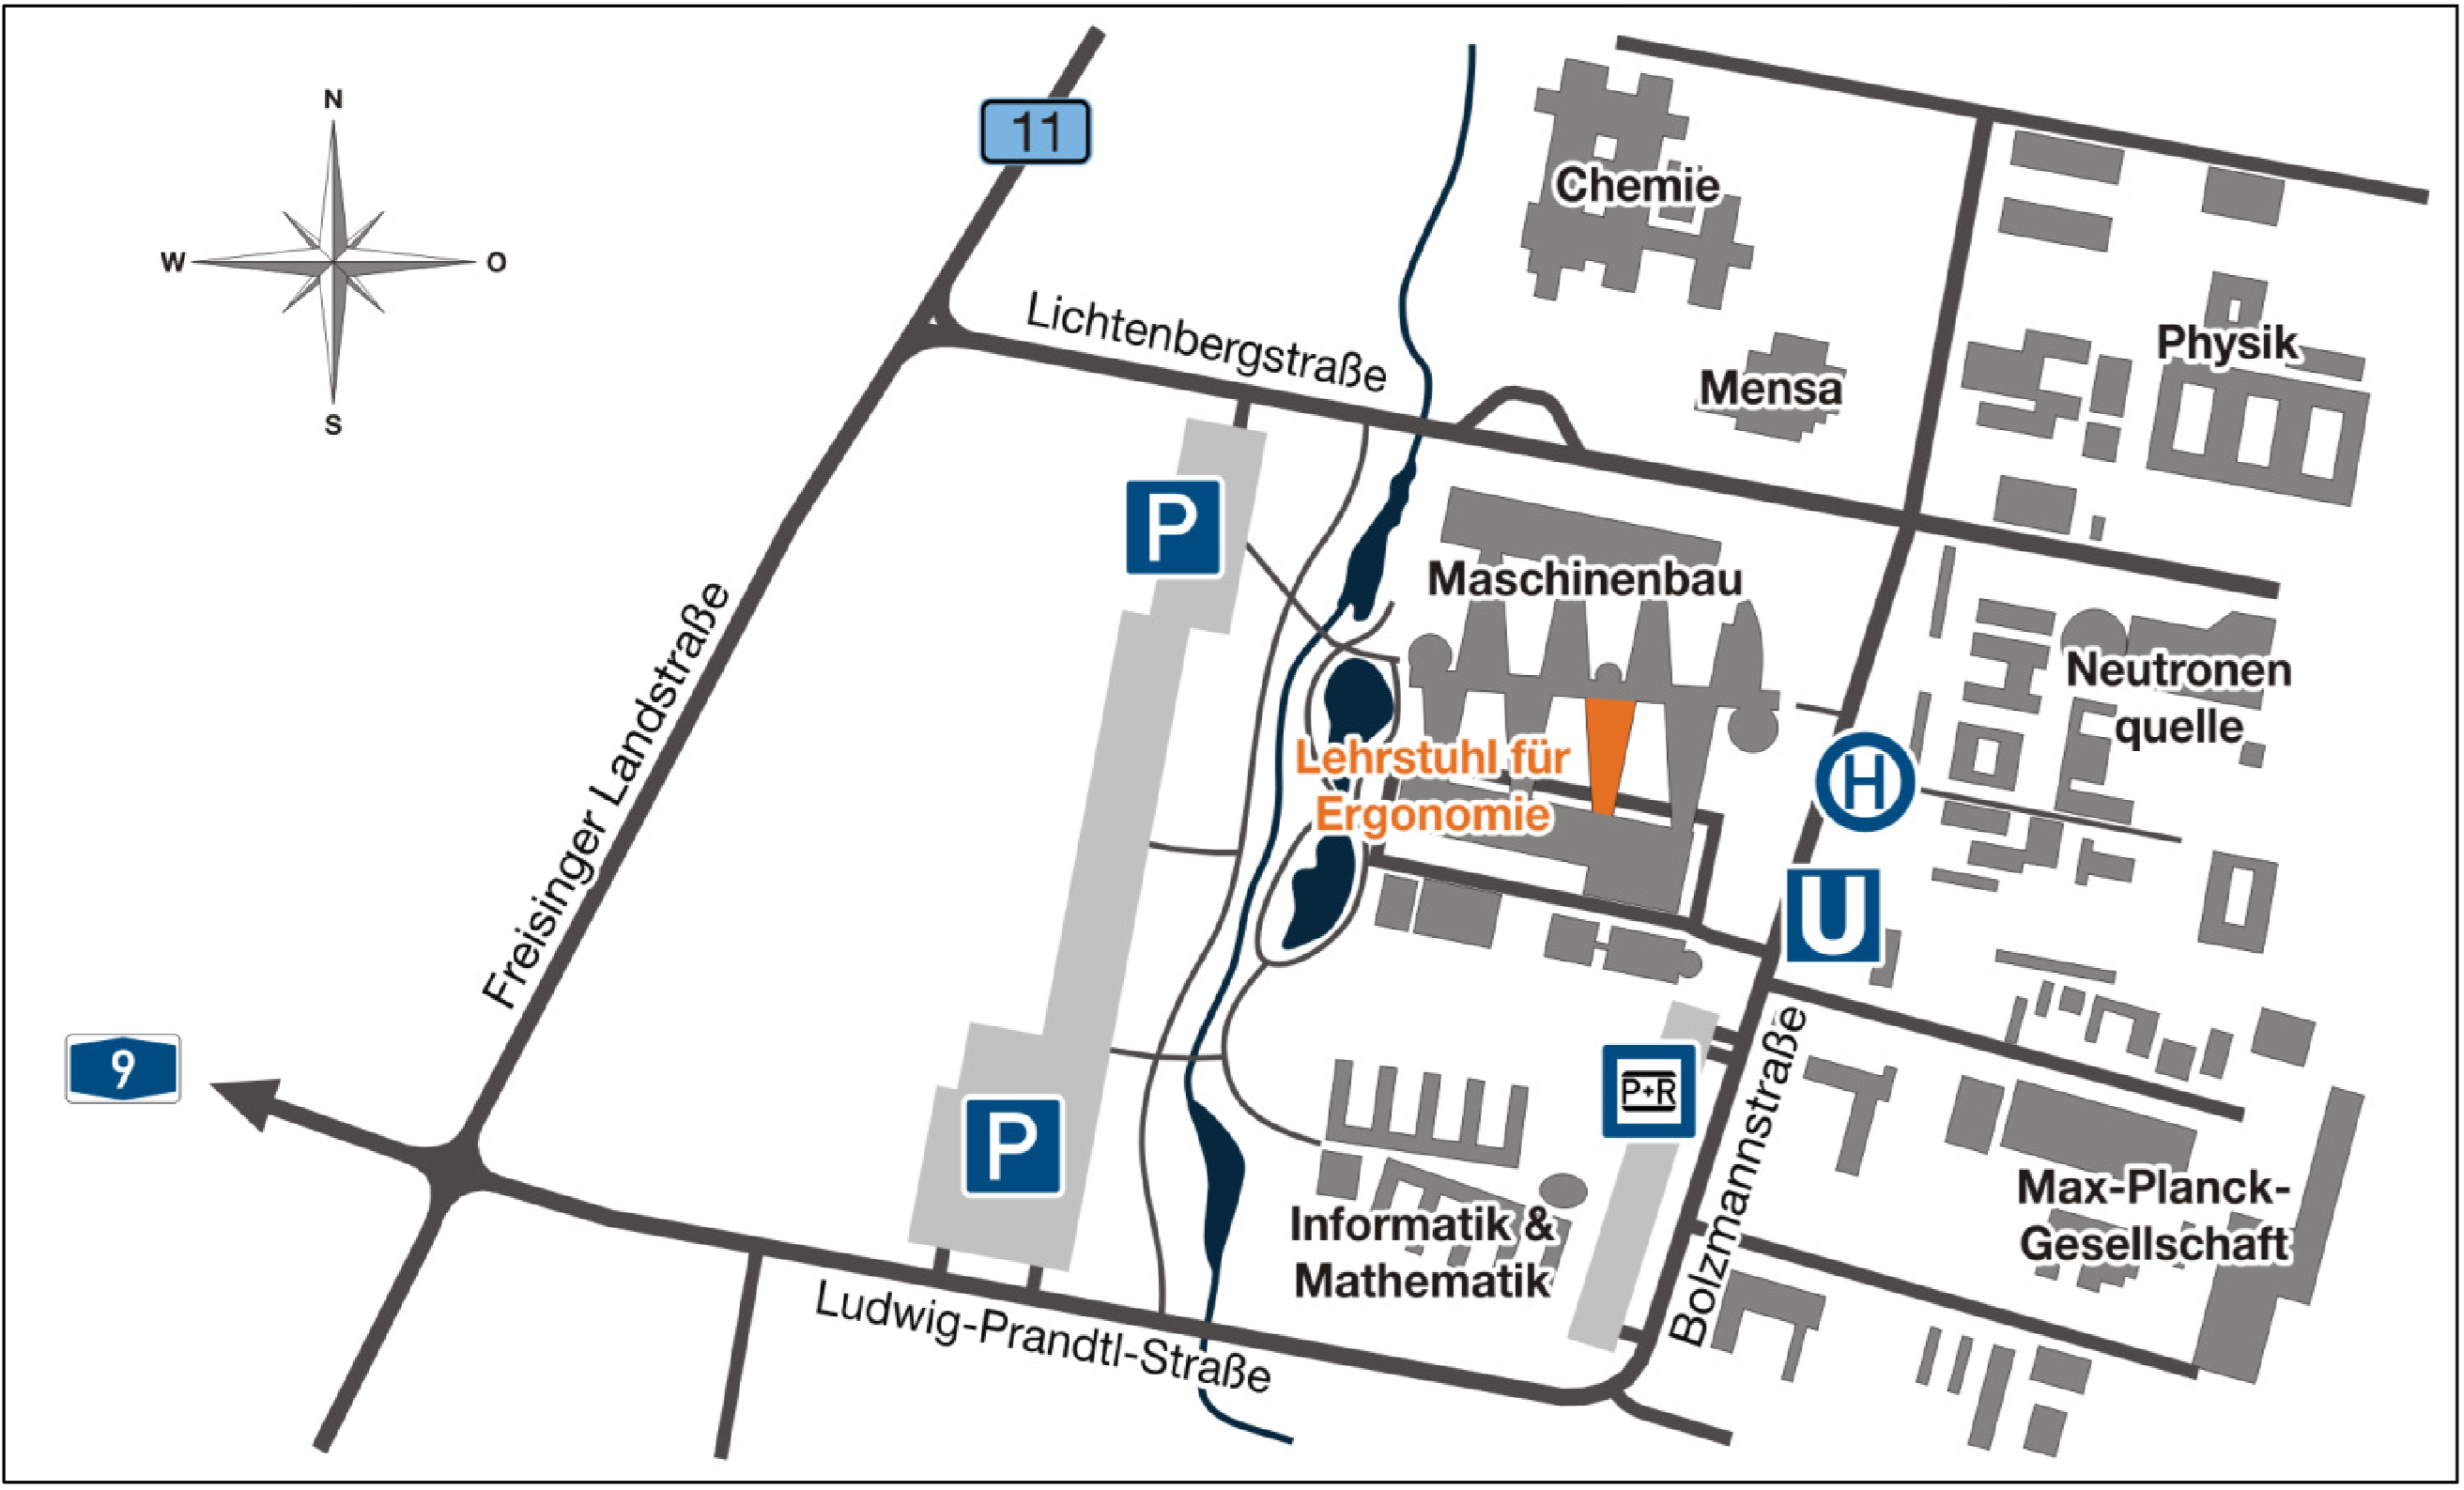 N
W
O
S
11
Chemie
Lichtenbergstraße
Physik
Mensa
P
Maschinenbau
Freisinger Landstraße
Neutronen
quelle
Lehrstuhl für
Ergonomie
H
U
9
P+R
Bolzmannstraße
P
Informatik &
Mathematik
Max-Planck-
Gesellschaft
Ludwig-Prandtl-Straße